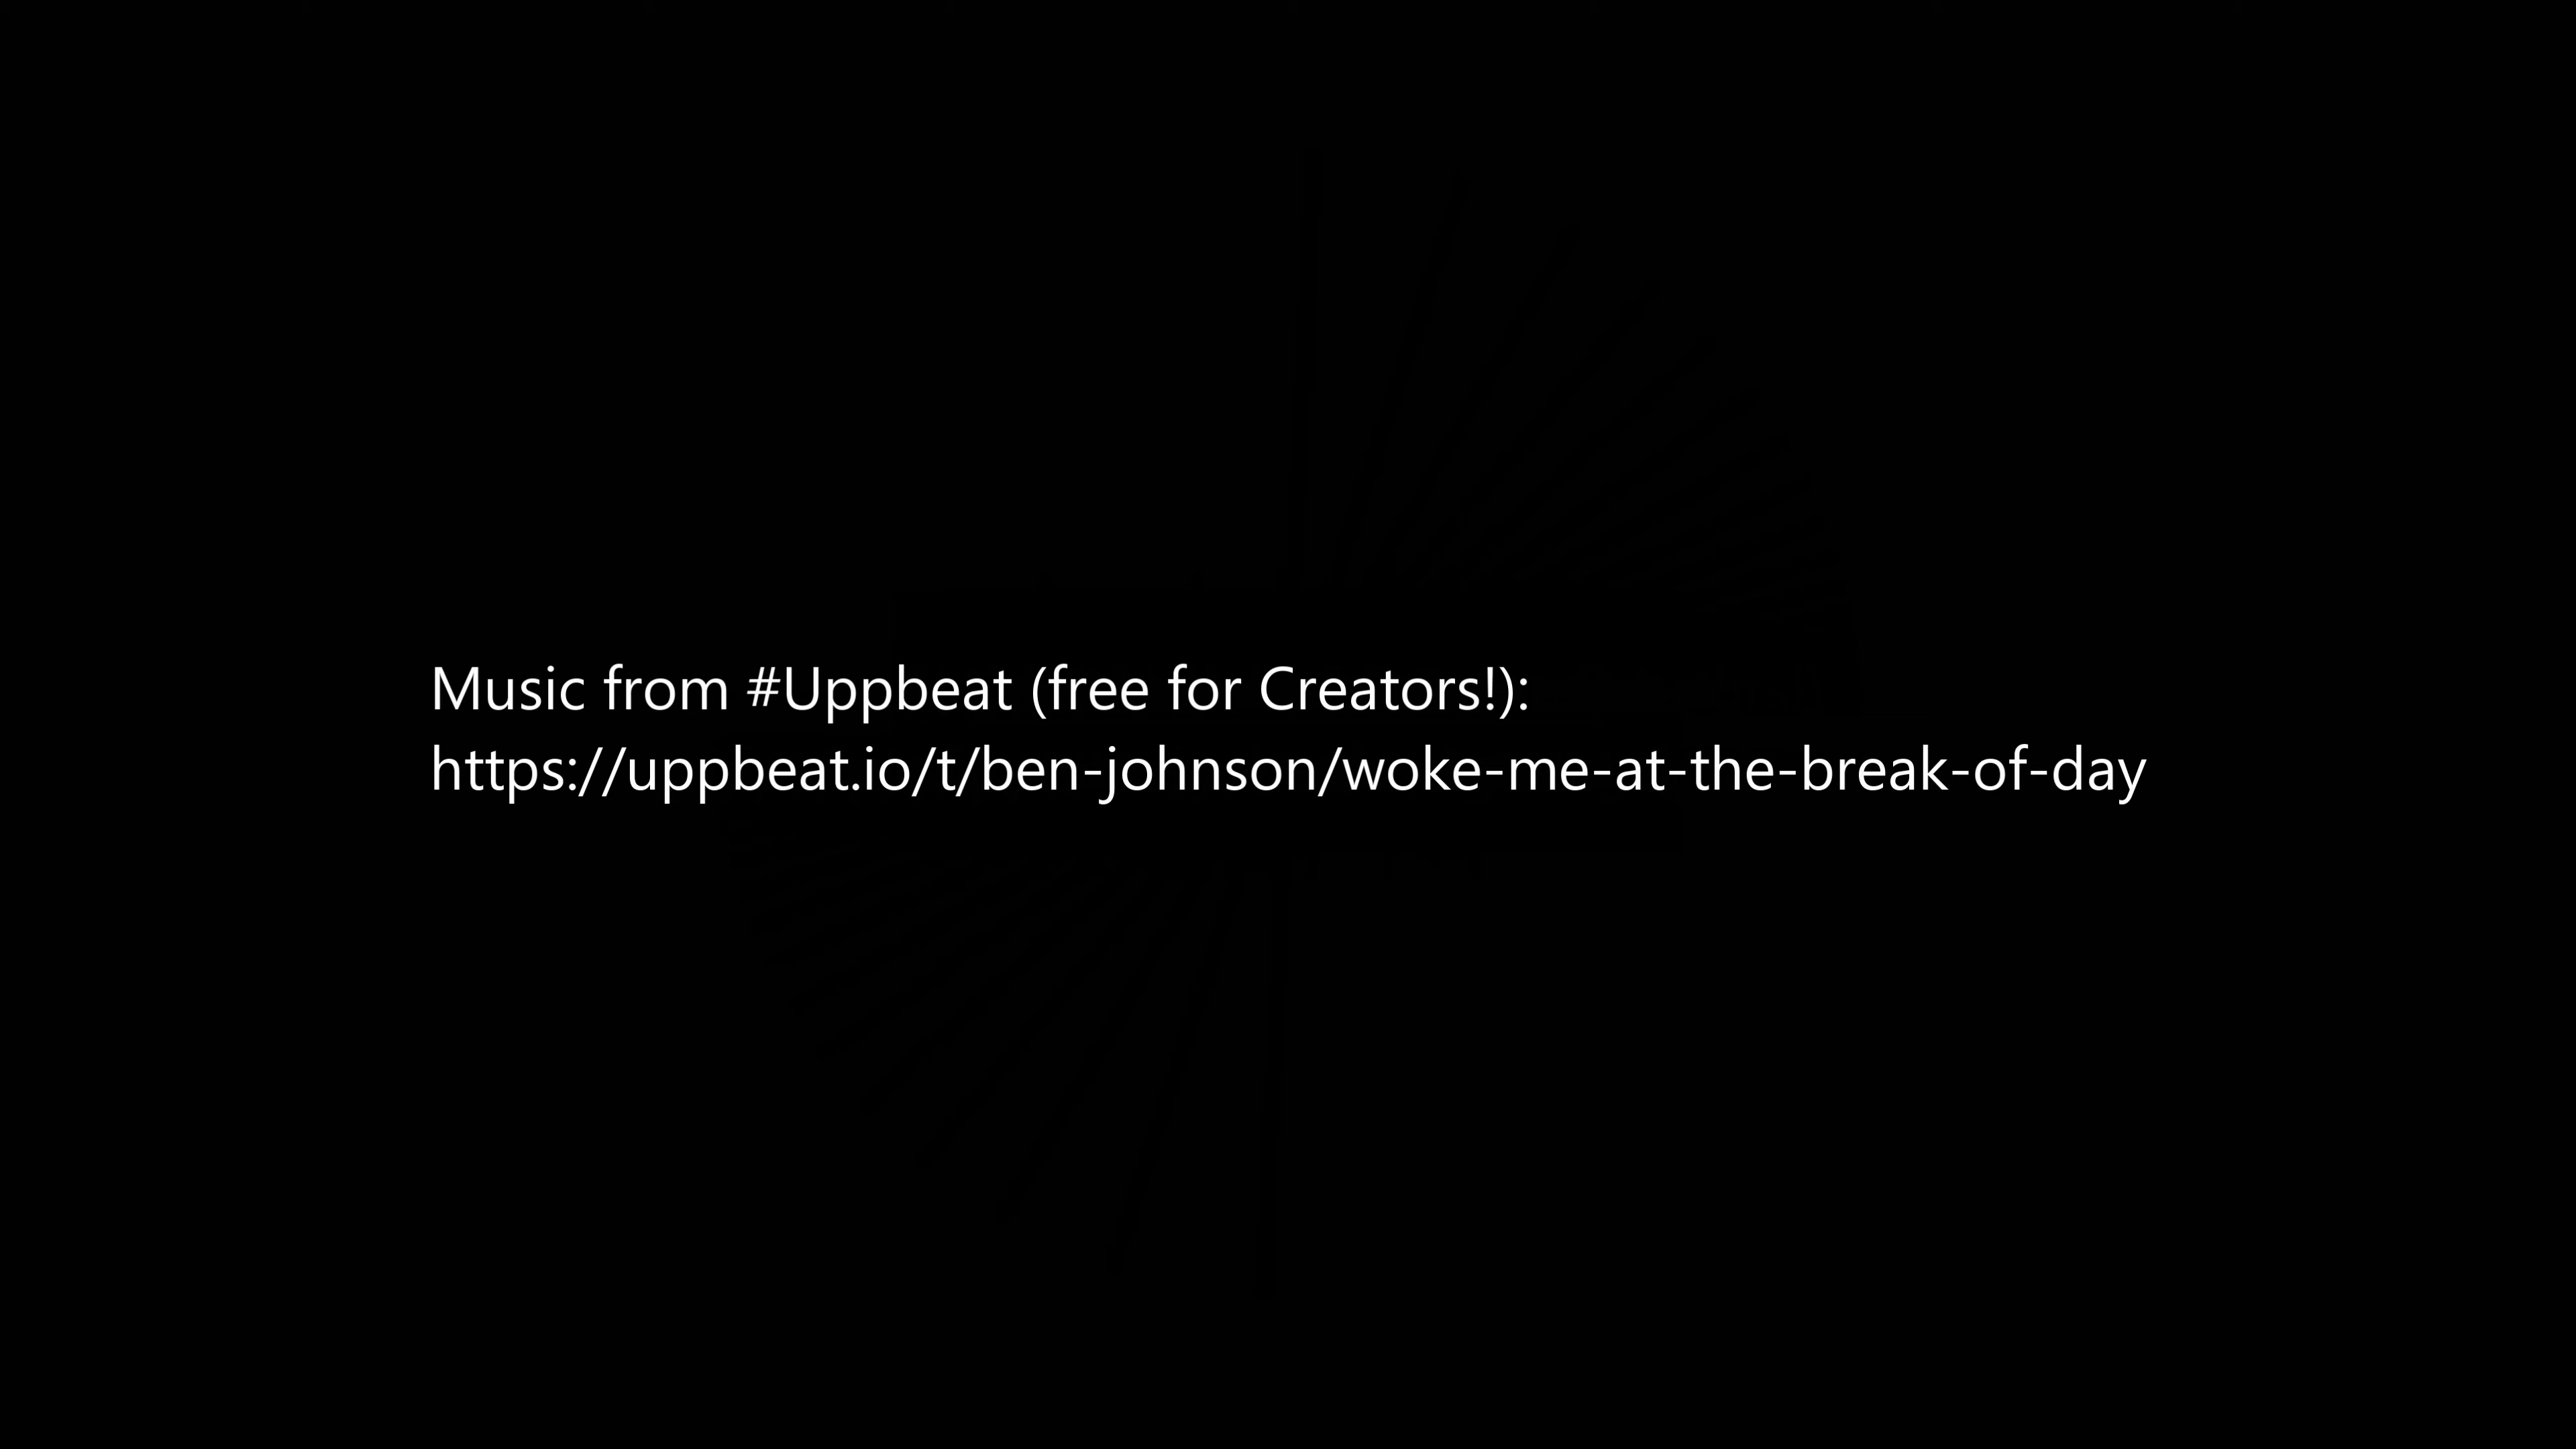 Music from #Uppbeat (free for Creators!):
https://uppbeat.io/t/ben-johnson/woke-me-at-the-break-of-day